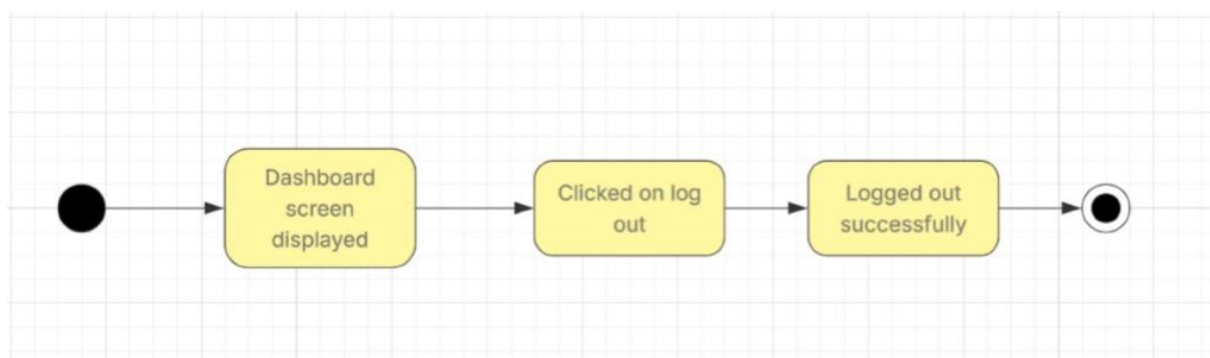 Dashboard
screen
displayed
Clicked on log
out
Logged out
successfully